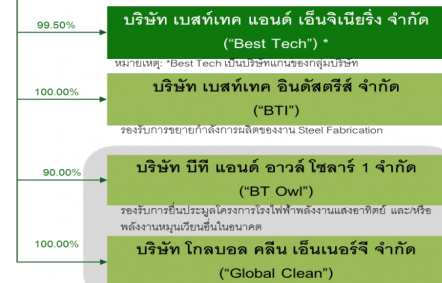 99.50%
บริษัท เบสท์เทค แอนด์ เอ็นจิเนียริ่ง จำกัด
("Best Tech") *
หมายเหตุ: *Best Tech เป็นบริษัทแกนของกลุ่มบริษัท
100.00%
บริษัท เบสท์เทค อินดัสตรีส์ จำกัด
("BTI")
รองรับการขยายกำลังการผลิตของงาน Steel Fabrication
90.00%
บริษัท บีที แอนด์ อาวล์ โซลาร์ 1 จำกัด
("BT Owl")
รองรับการยื่นประมูลโครงการโรงไฟฟ้าพลังงานแสงอาทิตย์ และ/หรือ
พลังงานหมุนเวียนอื่นในอนาคต
100.00%
บริษัท โกลบอล คลีน เอ็นเนอร์จี จำกัด
("Global Clean")